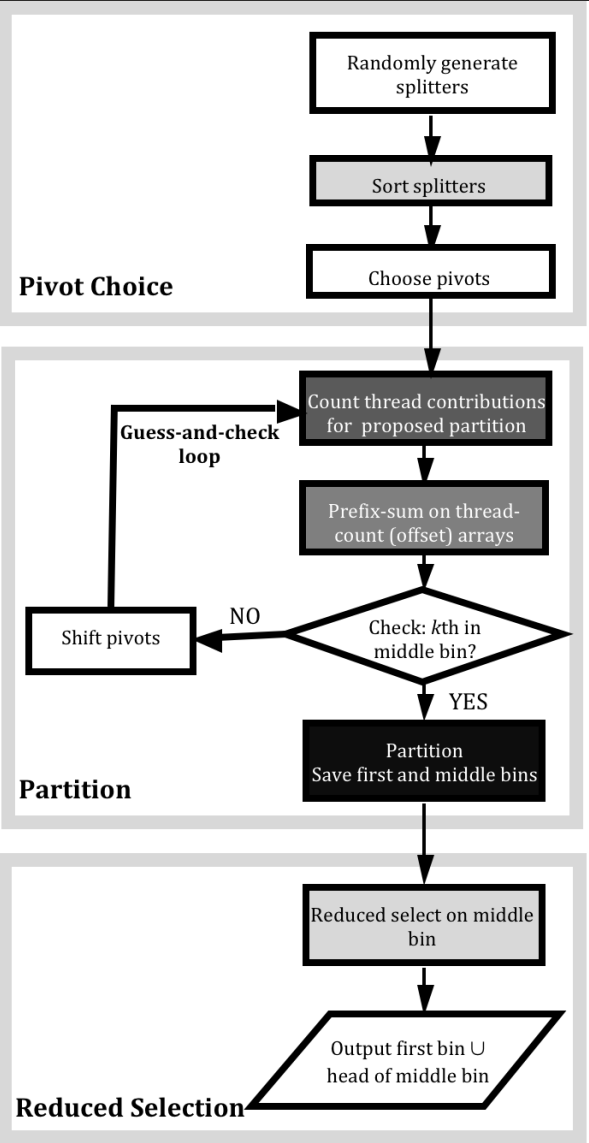 Randomly generate
splitters
Sort splitters
Choose pivots
Pivot Choice
Count thread contributions
for proposed partition
Guess-and-check
loop
Prefix-sum on thread-
count (offset) arrays
Check: kth in
middle bin?
NO
Shift pivots
YES
Partition
Save first and middle bins
Partition
Reduced select on middle
bin
Output first bin ∪
head of middle bin
Reduced Selection